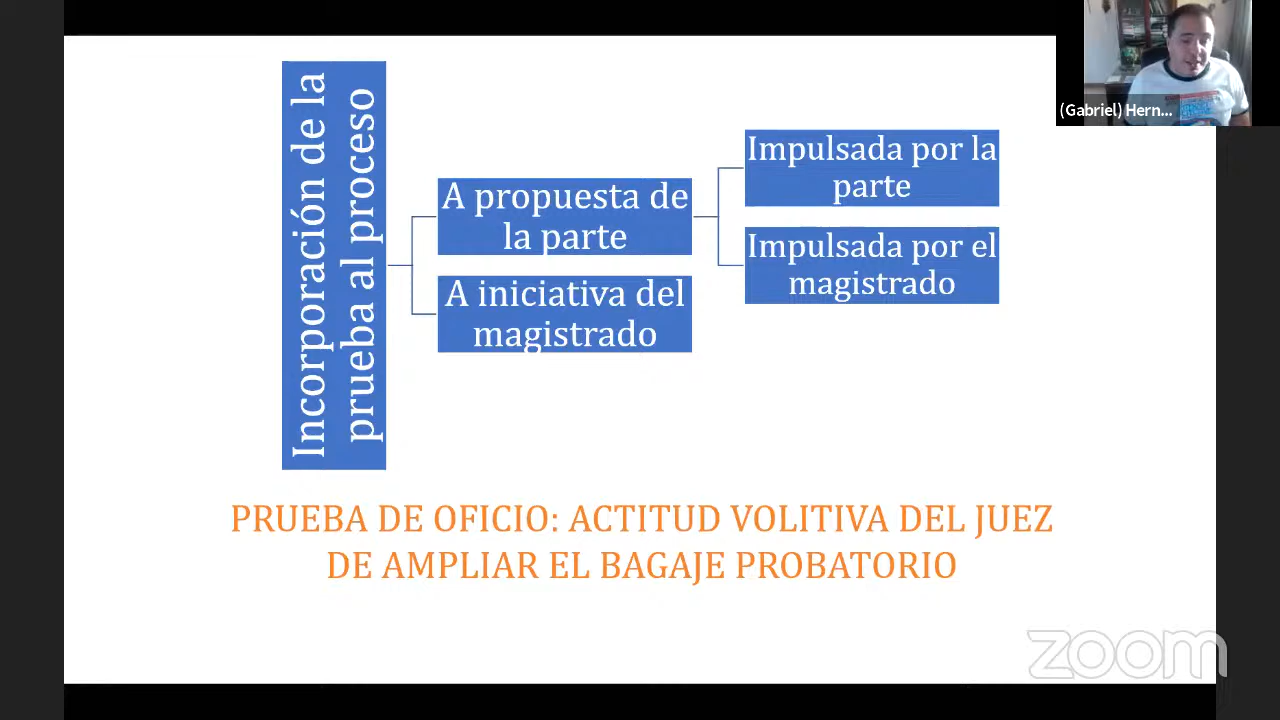 Incorporación de la
prueba al proceso
A propuesta de
la parte
A iniciativa del
magistrado
Impulsada por la
parte
Impulsada por el
magistrado
PRUEBA DE OFICIO: ACTITUD VOLITIVA DEL JUEZ
DE AMPLIAR EL BAGAJE PROBATORIO
(Gabriel) Hern...
zoom